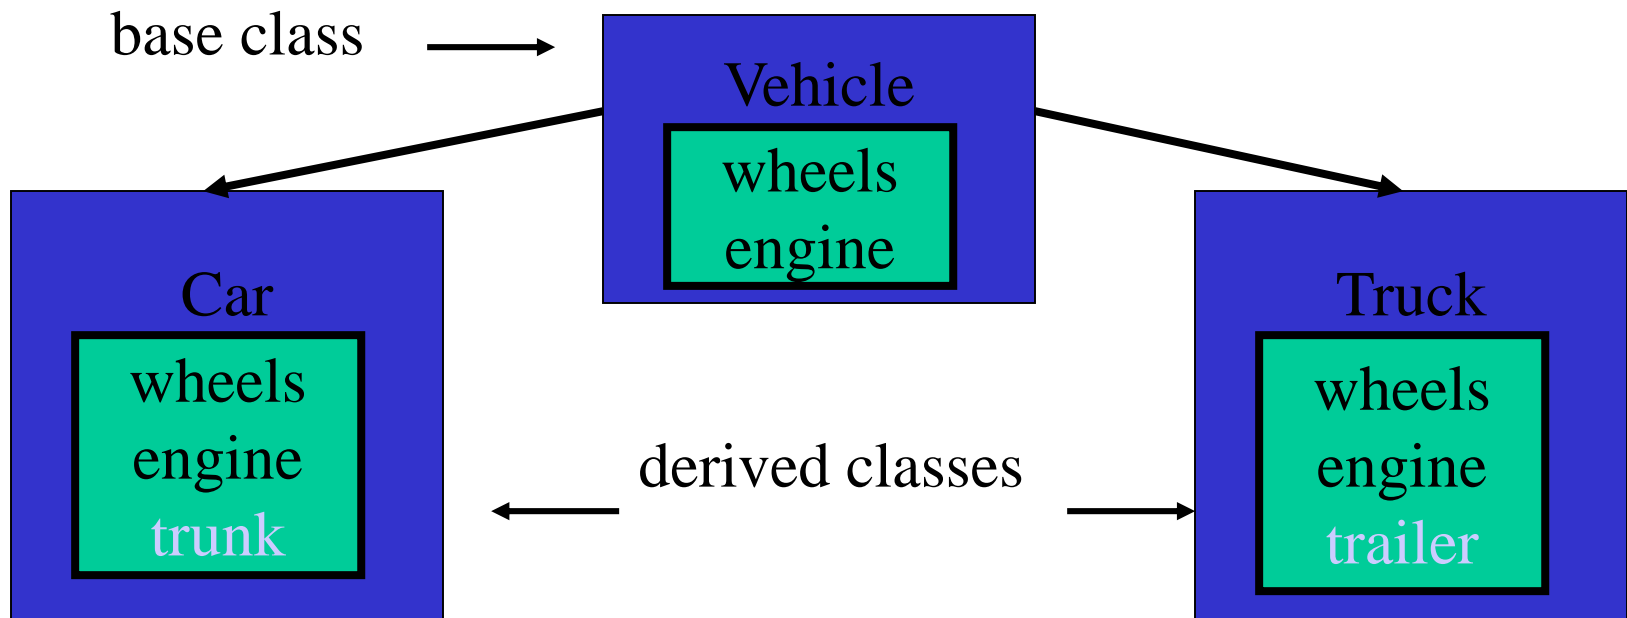 base class
Vehicle
wheels
engine
Car
wheels
engine
trunk
derived classes
Truck
wheels
engine
trailer